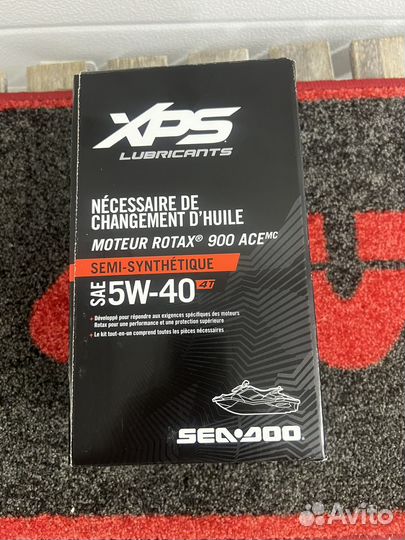 XPS
LUBRICANTS
NÉCESSAIRE DE
CHANGEMENT D'HUILE
MOTEUR ROTAX® 900 ACEMC
SEMI-SYNTHÉTIQUE
SAE 5W-40 4T
• Développé pour répondre aux exigences spécifiques des moteurs
Rotax pour une performance et une protection supérieure
• Le kit tout-en-un comprend toutes les pièces nécessaires
SEA-DOO
Avito